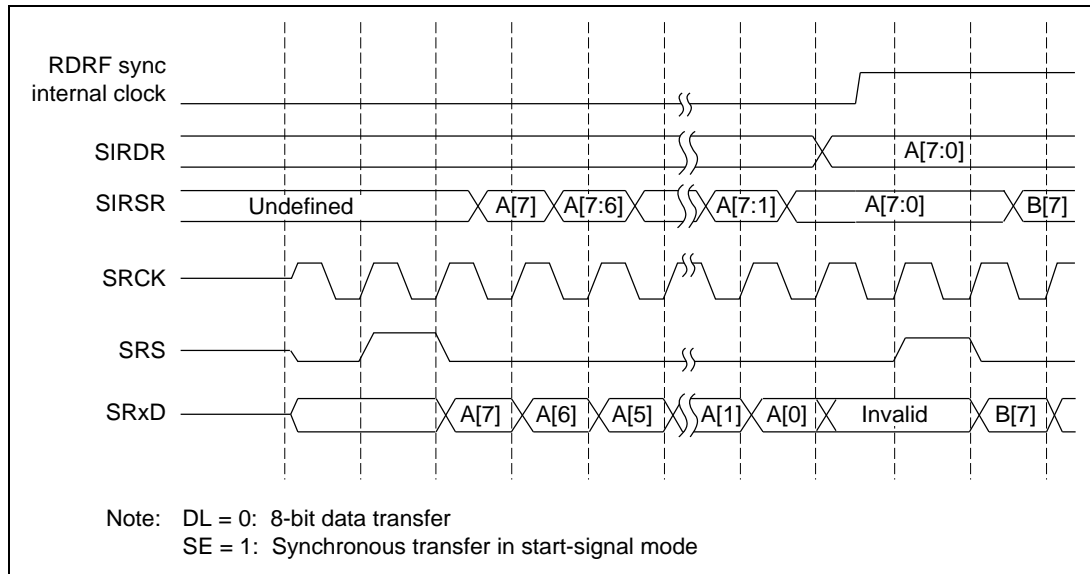 RDRF sync
internal clock
SIRDR A[7:0]
SIRSR Undefined A[7] A[7:6] A[7:1] A[7:0] B[7]
SRCK
SRS
SRxD A[7] A[6] A[5] A[1] A[0] Invalid B[7]
Note: DL = 0: 8-bit data transfer
SE = 1: Synchronous transfer in start-signal mode